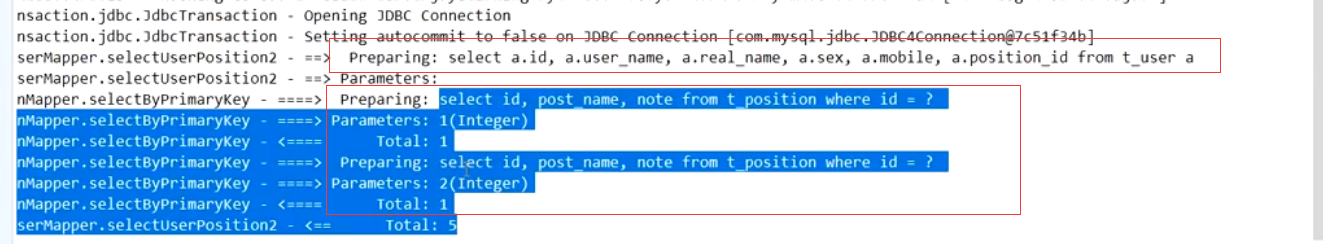 nsaction.jdbc.JdbcTransaction - Opening JDBC Connection
nsaction.jdbc.JdbcTransaction - Setting autocommit to false on JDBC Connection [com.mysql.jdbc.JDBC4Connection@7c51f34b]
serMapper.selectUserPosition2 - ==>  Preparing: select a.id, a.user_name, a.real_name, a.sex, a.mobile, a.position_id from t_user a
serMapper.selectUserPosition2 - ==> Parameters:
nMapper.selectByPrimaryKey - ====>  Preparing: select id, post_name, note from t_position where id = ?
nMapper.selectByPrimaryKey - ====> Parameters: 1(Integer)
nMapper.selectByPrimaryKey - <====      Total: 1
nMapper.selectByPrimaryKey - ====>  Preparing: select id, post_name, note from t_position where id = ?
nMapper.selectByPrimaryKey - ====> Parameters: 2(Integer)
nMapper.selectByPrimaryKey - <====      Total: 1
serMapper.selectUserPosition2 - <==      Total: 5